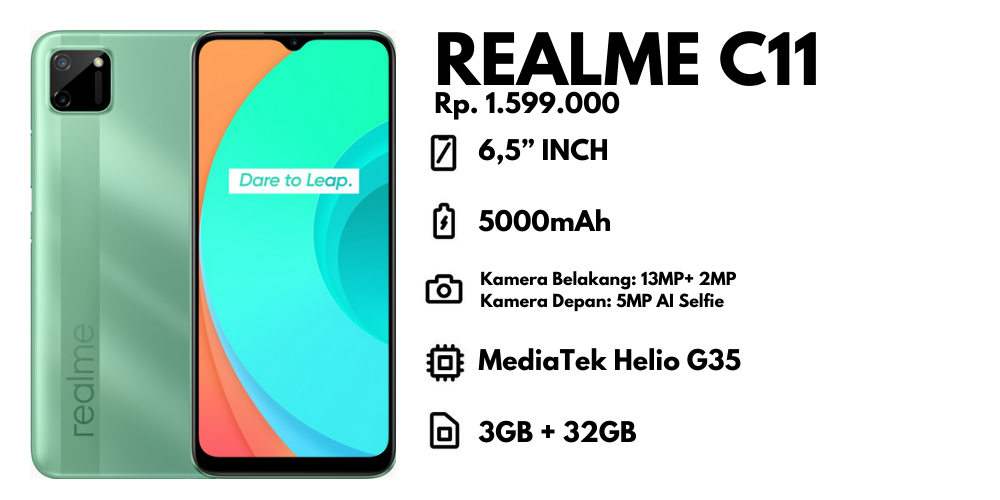 realme
Dare to Leap.
REALME C11
Rp. 1.599.000
6,5” INCH
5000mAh
Kamera Belakang: 13MP+ 2MP
Kamera Depan: 5MP AI Selfie
MediaTek Helio G35
3GB + 32GB